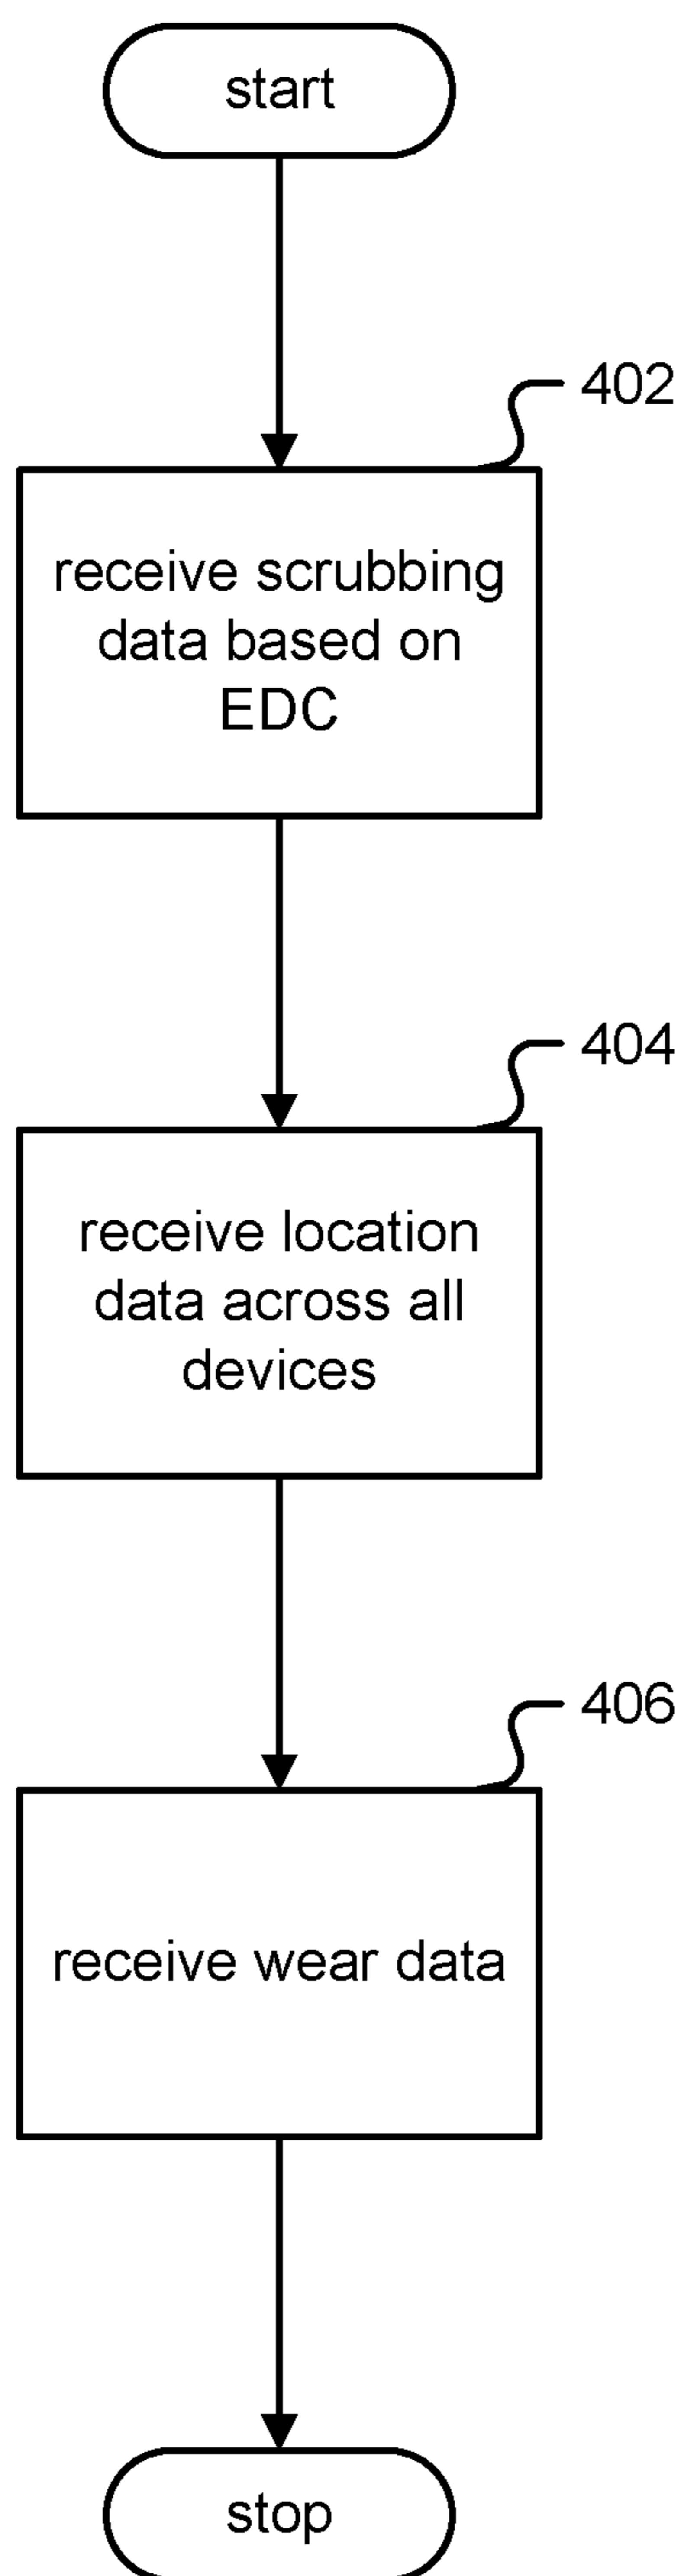 start
402
receive scrubbing
data based on
EDC
404
receive location
data across all
devices
406
receive wear data
stop